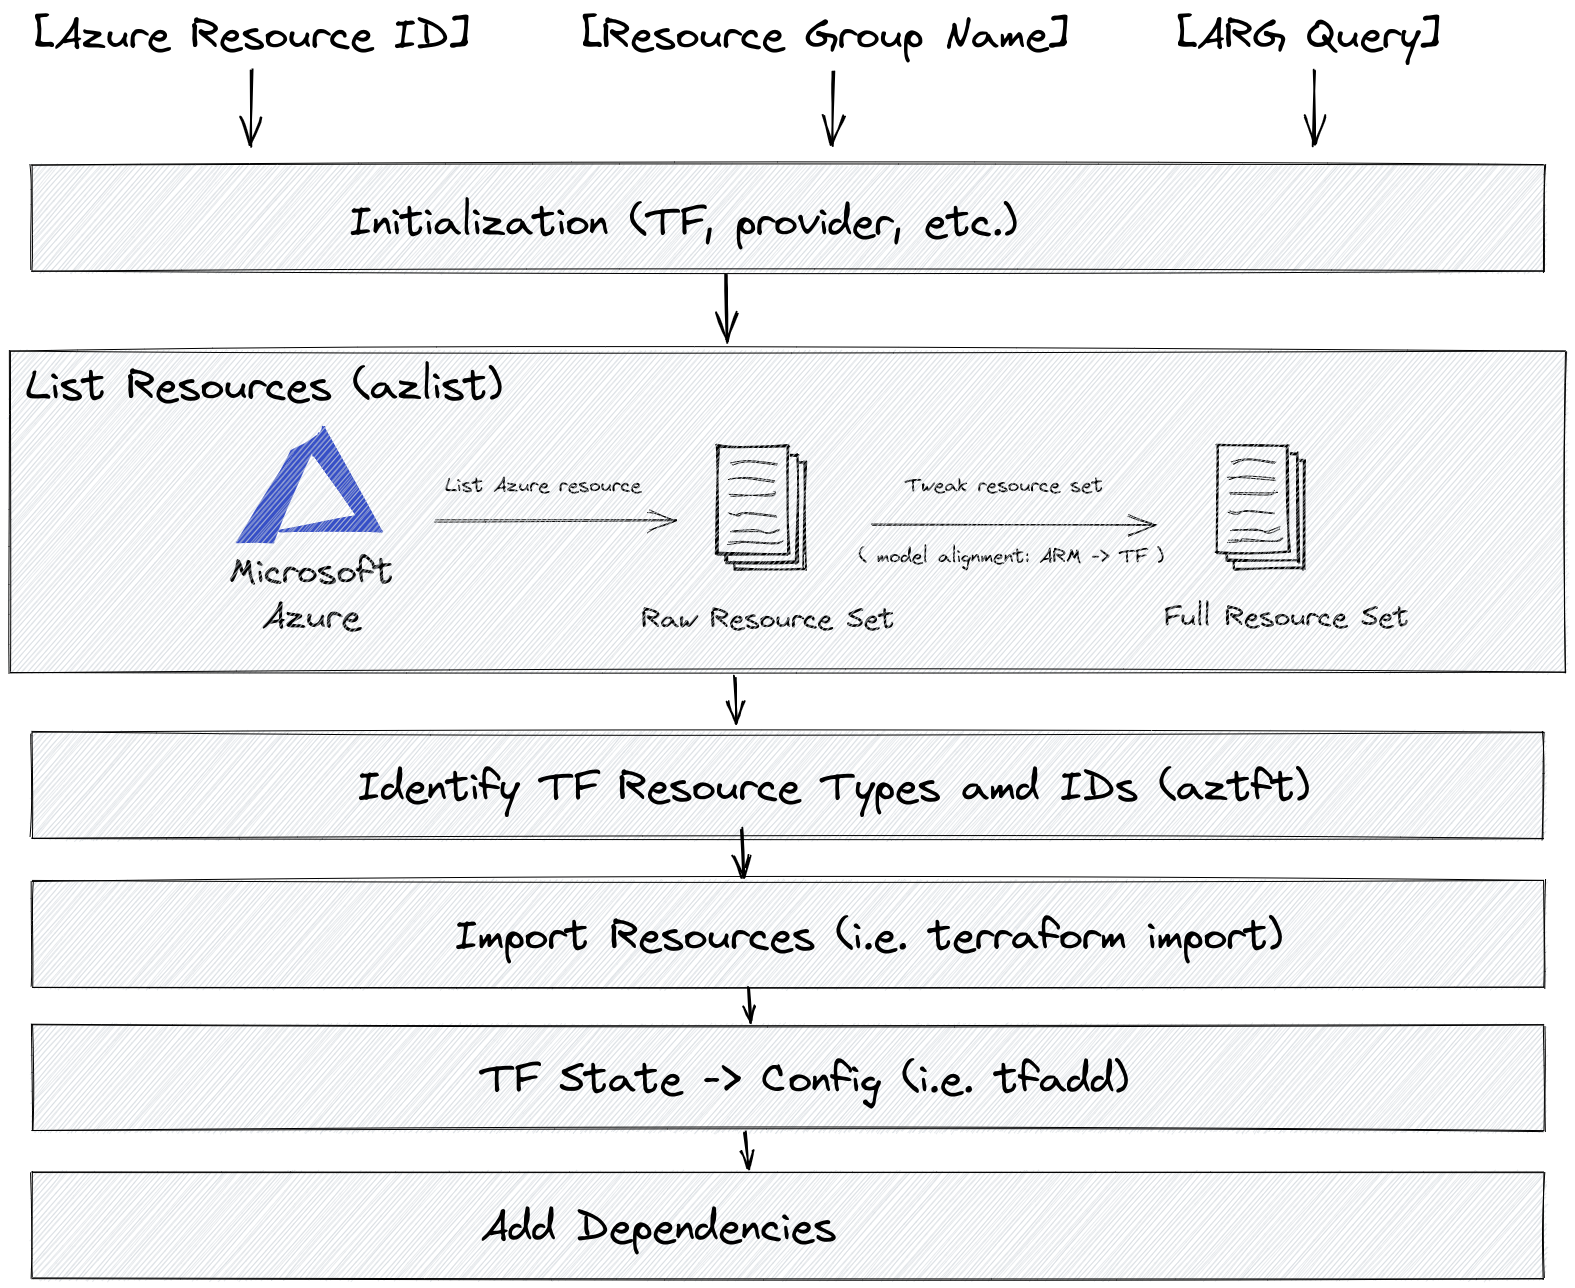 [Azure Resource ID]
[Resource Group Name]
[ARG Query]
Initialization (TF, provider, etc.)
List Resources (azlist)
List Azure resource
Tweak resource set
( model alignment: ARM -> TF )
Microsoft
Azure
Raw Resource Set
Full Resource Set
Identify TF Resource Types amd IDs (aztft)
Import Resources (i.e. terraform import)
TF State -> Config (i.e. tfadd)
Add Dependencies